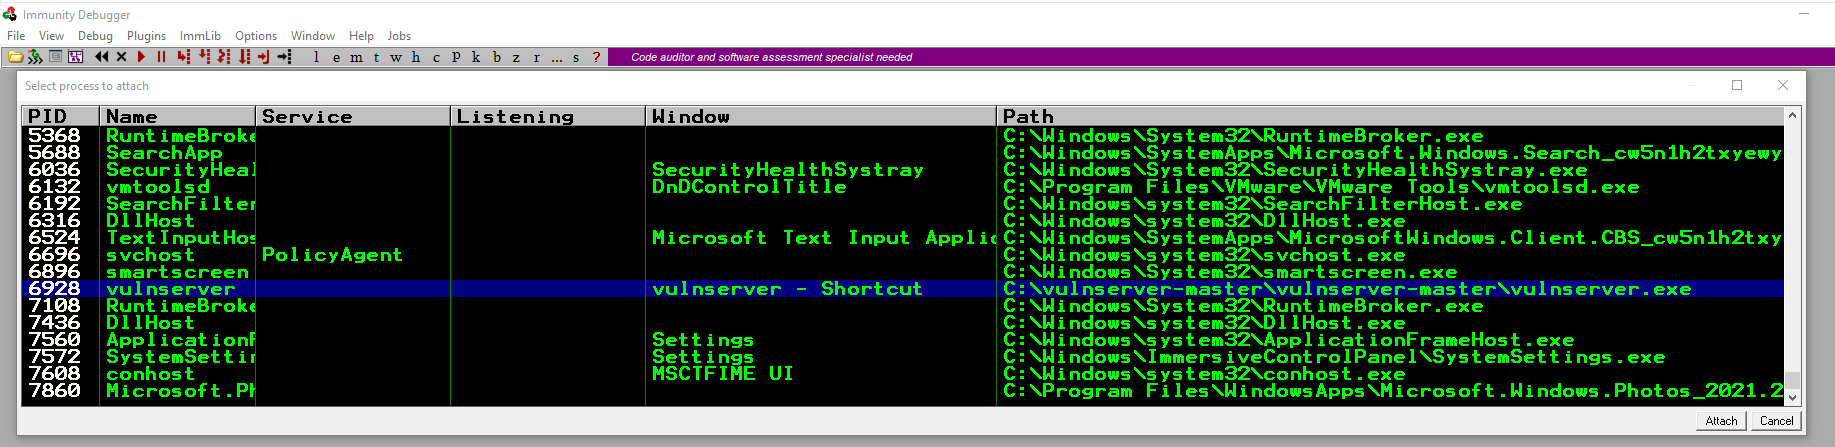 Immunity Debugger
File View Debug Plugins ImmLib Options Window Help Jobs
l e m t w h c P k b z r ... s ? Code auditor and software assessment specialist needed
Select process to attach
PID Name Service Listening Window Path
5368 RuntimeBroke C:\Windows\System32\RuntimeBroker.exe
5688 SearchApp C:\Windows\SystemApps\Microsoft.Windows.Search_cw5n1h2txyewy
6036 SecurityHeal SecurityHealthSystray C:\Windows\System32\SecurityHealthSystray.exe
6132 vmtoolsd DnDControlTitle C:\Program Files\VMware\VMware Tools\vmtoolsd.exe
6192 SearchFilter C:\Windows\system32\SearchFilterHost.exe
6316 DllHost C:\Windows\system32\DllHost.exe
6524 TextInputHos Microsoft Text Input Applic C:\Windows\SystemApps\MicrosoftWindows.Client.CBS_cw5n1h2txy
6696 svchost PolicyAgent C:\Windows\system32\svchost.exe
6896 smartscreen C:\Windows\system32\smartscreen.exe
6928 vulnserver vulnserver - Shortcut C:\vulnserver-master\vulnserver-master\vulnserver.exe
7108 RuntimeBroke C:\Windows\System32\RuntimeBroker.exe
7436 DllHost C:\Windows\system32\DllHost.exe
7560 ApplicationF Settings C:\Windows\system32\ApplicationFrameHost.exe
7572 SystemSettin Settings C:\Windows\ImmersiveControlPanel\SystemSettings.exe
7608 conhost MSCTFIME UI C:\Windows\system32\conhost.exe
7860 Microsoft.Ph C:\Program Files\WindowsApps\Microsoft.Windows.Photos_2021.2
Attach Cancel